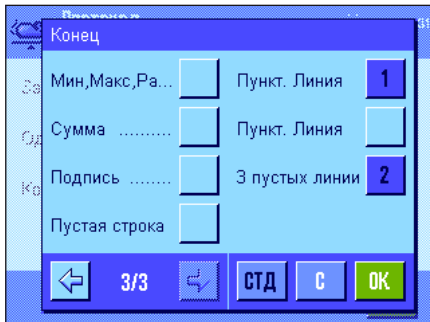 Протокол
Конец
Мин,Макс,Ра...
Пункт. Линия 1
Сумма ..........
Пункт. Линия
Подпись ........
3 пустых линии 2
Пустая строка
3/3
СТД
C
OK